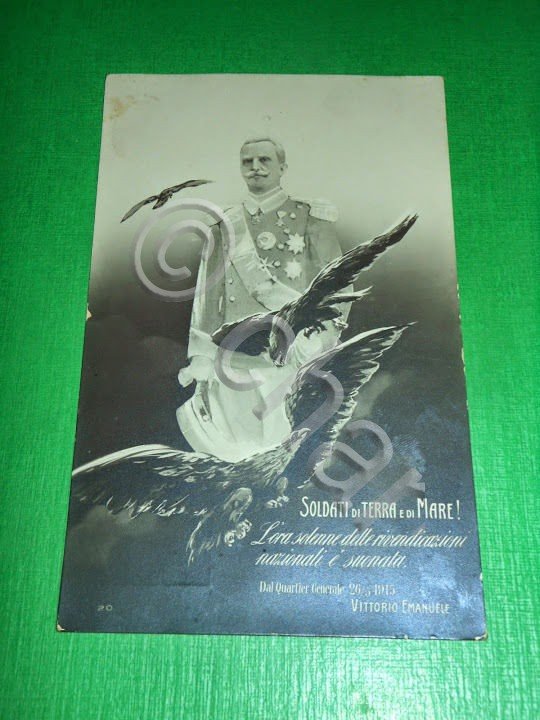 © char
SOLDATI DI TERRA E DI MARE!
L'ora solenne delle rivendicazioni
nazionali è suonata.
Dal Quartier Generale 26/5 1915
VITTORIO EMANUELE
20